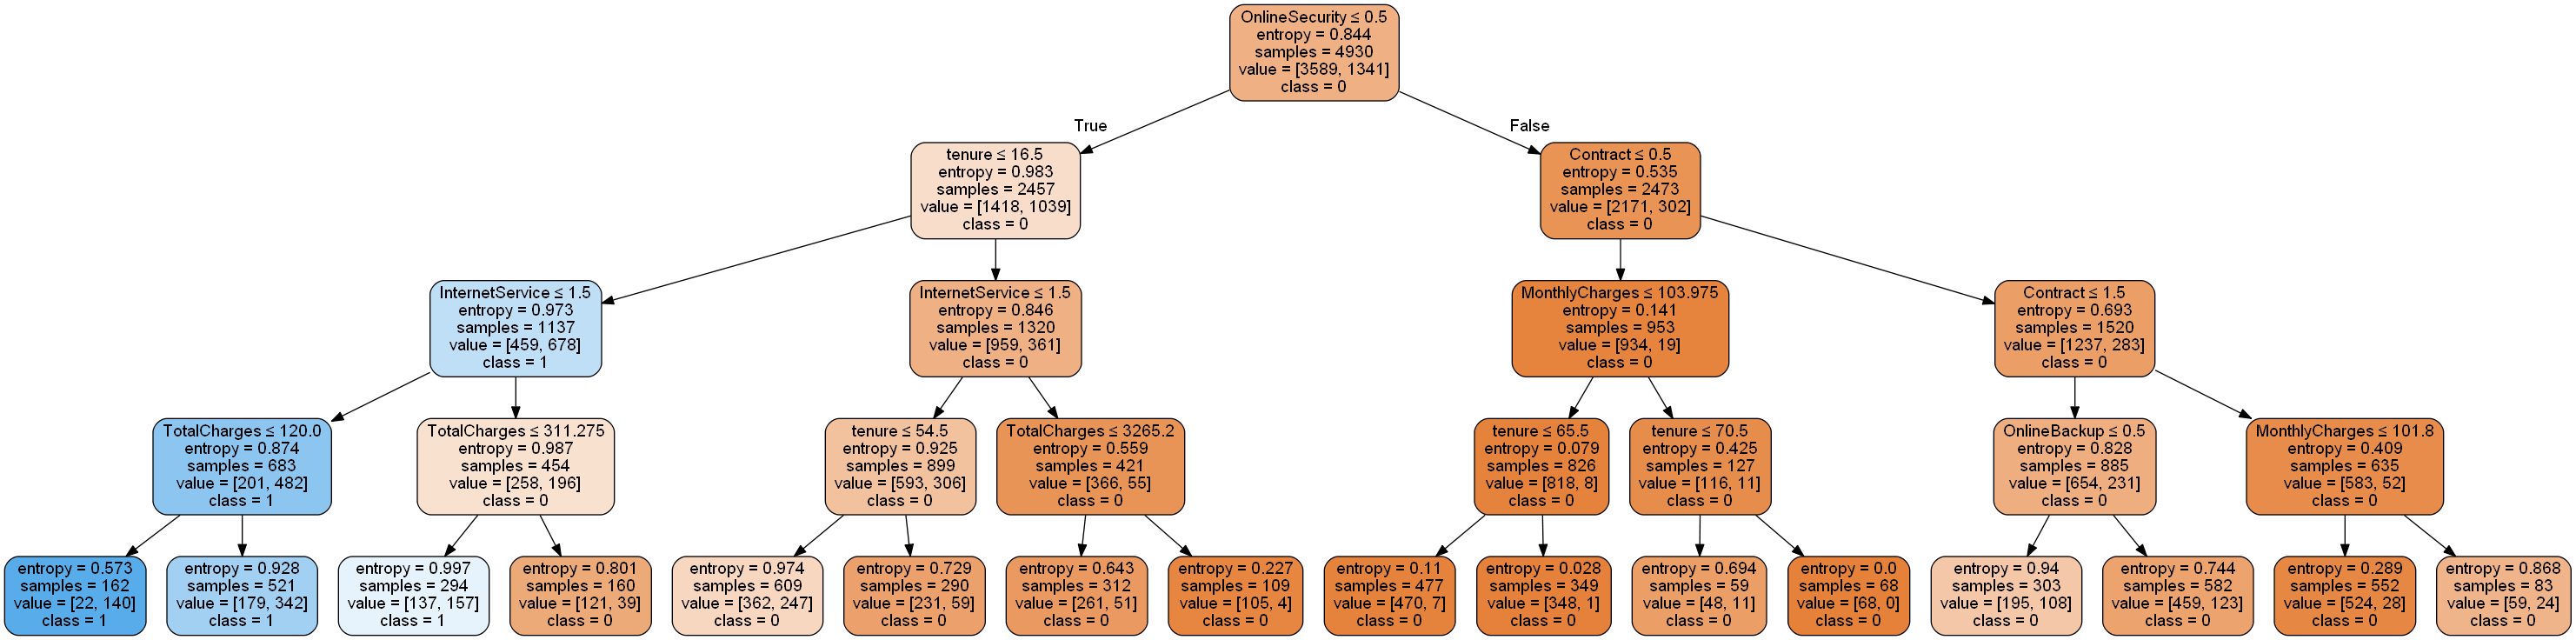 OnlineSecurity ≤ 0.5
entropy = 0.844
samples = 4930
value = [3589, 1341]
class = 0
True
False
tenure ≤ 16.5
entropy = 0.983
samples = 2457
value = [1418, 1039]
class = 0
Contract ≤ 0.5
entropy = 0.535
samples = 2473
value = [2171, 302]
class = 0
InternetService ≤ 1.5
entropy = 0.973
samples = 1137
value = [459, 678]
class = 1
InternetService ≤ 1.5
entropy = 0.846
samples = 1320
value = [959, 361]
class = 0
MonthlyCharges ≤ 103.975
entropy = 0.141
samples = 953
value = [934, 19]
class = 0
Contract ≤ 1.5
entropy = 0.693
samples = 1520
value = [1237, 283]
class = 0
TotalCharges ≤ 120.0
entropy = 0.874
samples = 683
value = [201, 482]
class = 1
TotalCharges ≤ 311.275
entropy = 0.987
samples = 454
value = [258, 196]
class = 0
tenure ≤ 54.5
entropy = 0.925
samples = 899
value = [593, 306]
class = 0
TotalCharges ≤ 3265.2
entropy = 0.559
samples = 421
value = [366, 55]
class = 0
tenure ≤ 65.5
entropy = 0.079
samples = 826
value = [818, 8]
class = 0
tenure ≤ 70.5
entropy = 0.425
samples = 127
value = [116, 11]
class = 0
OnlineBackup ≤ 0.5
entropy = 0.828
samples = 885
value = [654, 231]
class = 0
MonthlyCharges ≤ 101.8
entropy = 0.409
samples = 635
value = [583, 52]
class = 0
entropy = 0.573
samples = 162
value = [22, 140]
class = 1
entropy = 0.928
samples = 521
value = [179, 342]
class = 1
entropy = 0.997
samples = 294
value = [137, 157]
class = 1
entropy = 0.801
samples = 160
value = [121, 39]
class = 0
entropy = 0.974
samples = 609
value = [362, 247]
class = 0
entropy = 0.729
samples = 290
value = [231, 59]
class = 0
entropy = 0.643
samples = 312
value = [261, 51]
class = 0
entropy = 0.227
samples = 109
value = [105, 4]
class = 0
entropy = 0.11
samples = 477
value = [470, 7]
class = 0
entropy = 0.028
samples = 349
value = [348, 1]
class = 0
entropy = 0.694
samples = 59
value = [48, 11]
class = 0
entropy = 0.0
samples = 68
value = [68, 0]
class = 0
entropy = 0.94
samples = 303
value = [195, 108]
class = 0
entropy = 0.744
samples = 582
value = [459, 123]
class = 0
entropy = 0.289
samples = 552
value = [524, 28]
class = 0
entropy = 0.868
samples = 83
value = [59, 24]
class = 0